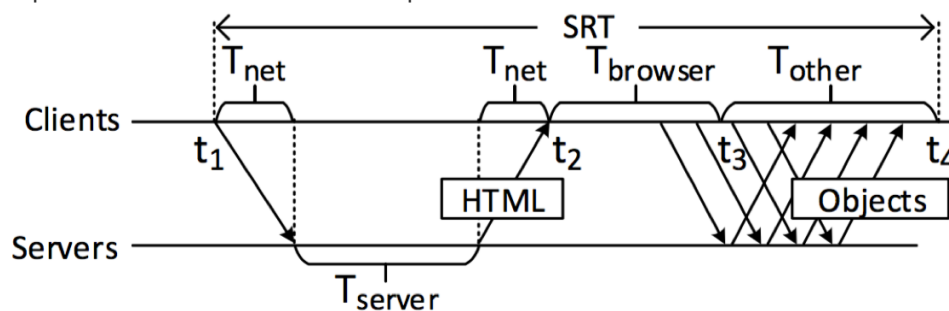 SRT
T_net T_net T_browser T_other
Clients
t_1 t_2 t_3 t_4
HTML Objects
Servers
T_server